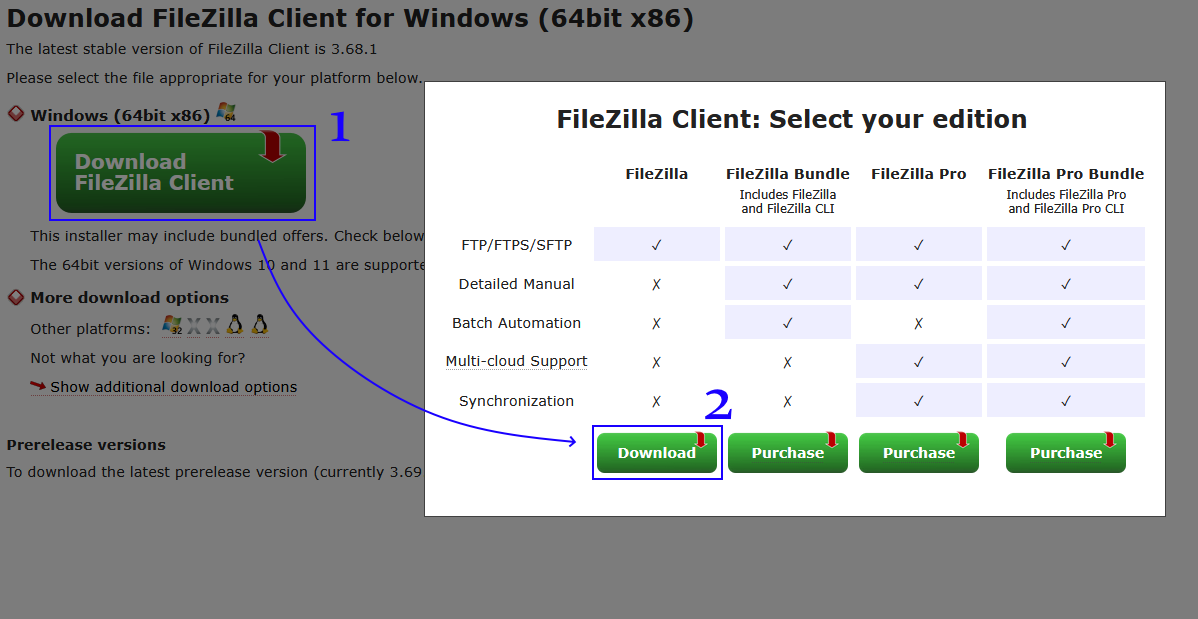 Download FileZilla Client for Windows (64bit x86)
The latest stable version of FileZilla Client is 3.68.1
Please select the file appropriate for your platform below.
Windows (64bit x86) 64
1
Download
FileZilla Client
This installer may include bundled offers. Check below
The 64bit versions of Windows 10 and 11 are supporte
More download options
Other platforms: 32
Not what you are looking for?
Show additional download options
Prerelease versions
To download the latest prerelease version (currently 3.69
FileZilla Client: Select your edition
FileZilla FileZilla Bundle FileZilla Pro FileZilla Pro Bundle
Includes FileZilla Includes FileZilla Pro
and FileZilla CLI and FileZilla Pro CLI
FTP/FTPS/SFTP ✓ ✓ ✓ ✓
Detailed Manual ✗ ✓ ✓ ✓
Batch Automation ✗ ✓ ✗ ✓
Multi-cloud Support ✗ ✗ ✓ ✓
Synchronization ✗ ✗ ✓ ✓
2
Download Purchase Purchase Purchase